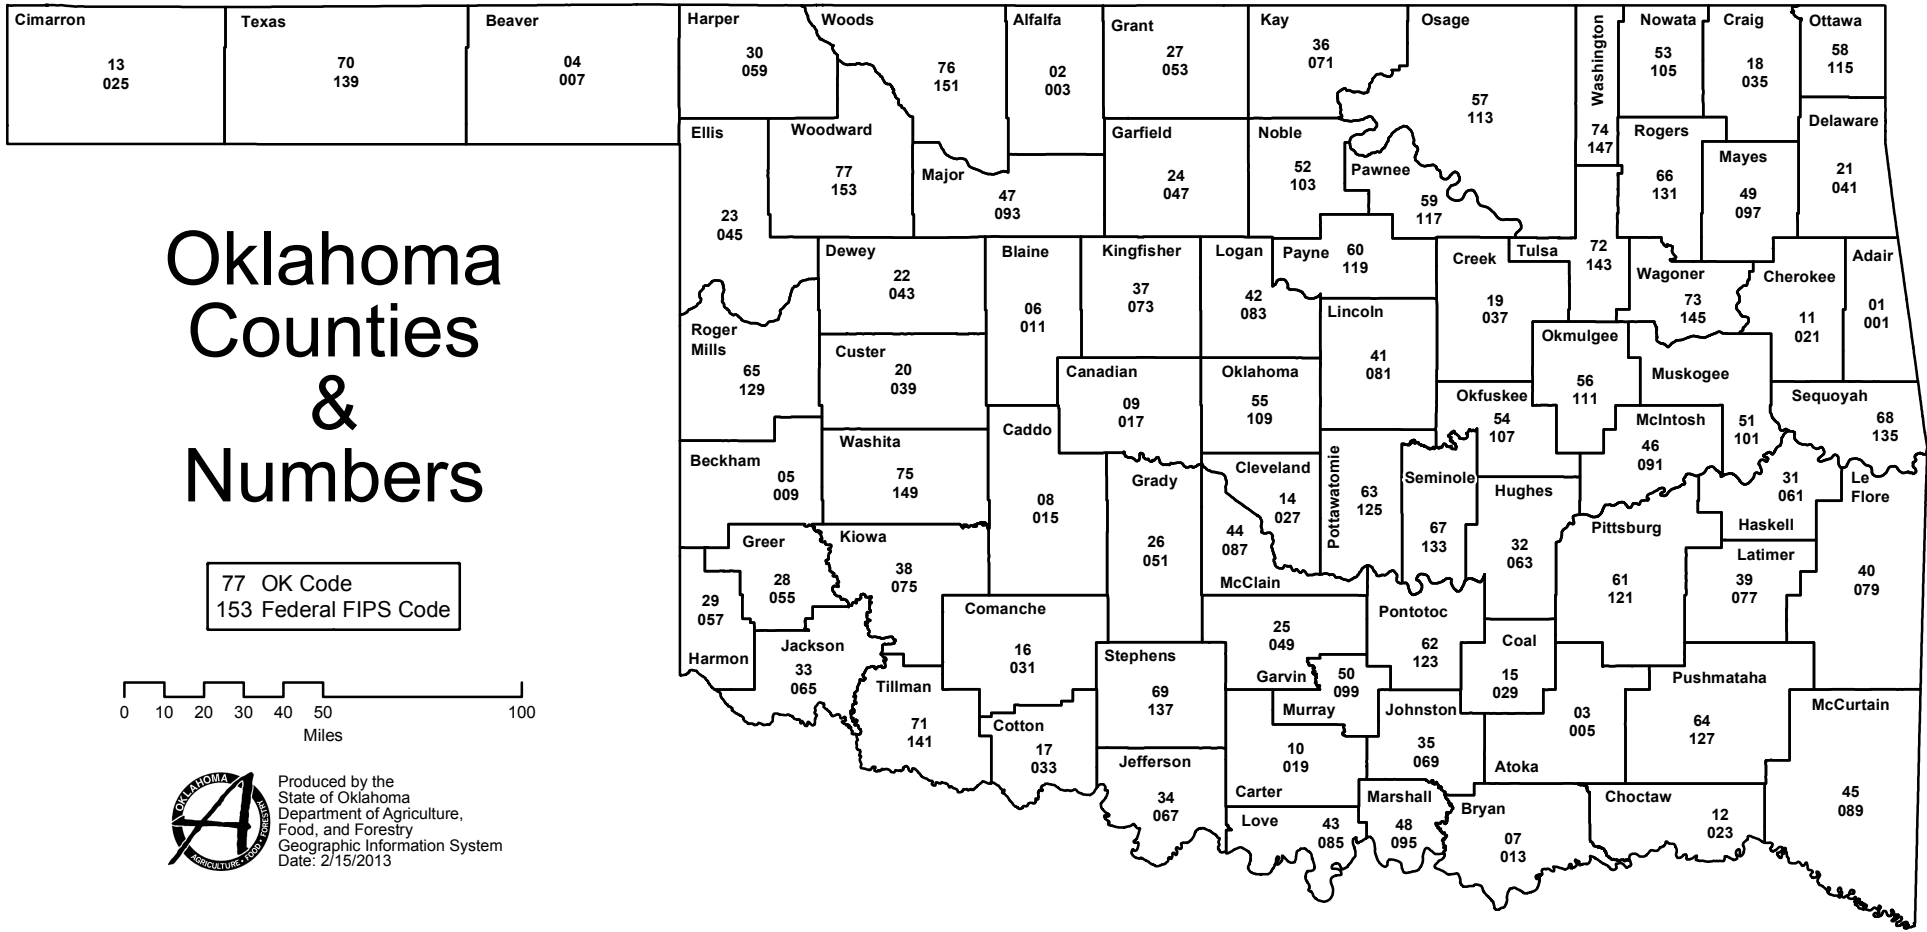 Cimarron
13
025
Texas
70
139
Beaver
04
007
Harper
30
059
Woods
76
151
Alfalfa
02
003
Grant
27
053
Kay
36
071
Osage
57
113
Washington
74
147
Nowata
53
105
Craig
18
035
Ottawa
58
115
Ellis
23
045
Woodward
77
153
Major
47
093
Garfield
24
047
Noble
52
103
Pawnee
59
117
Rogers
66
131
Mayes
49
097
Delaware
21
041
Oklahoma
Counties
&
Numbers
Dewey
22
043
Blaine
06
011
Kingfisher
37
073
Logan
42
083
Payne
60
119
Creek
19
037
Tulsa
72
143
Wagoner
73
145
Cherokee
11
021
Adair
01
001
Roger
Mills
65
129
Custer
20
039
Canadian
09
017
Oklahoma
55
109
Lincoln
41
081
Okfuskee
54
107
Okmulgee
56
111
Muskogee
51
101
McIntosh
46
091
Sequoyah
68
135
Beckham
05
009
Washita
75
149
Caddo
08
015
Grady
26
051
Cleveland
14
027
44
087
McClain
Pottawatomie
63
125
Seminole
67
133
Hughes
32
063
Pittsburg
61
121
31
061
Haskell
Le
Flore
40
079
Latimer
39
077
Greer
28
055
Kiowa
38
075
29
057
Harmon
Jackson
33
065
Comanche
16
031
Tillman
71
141
Cotton
17
033
Stephens
69
137
25
049
Garvin
50
099
Murray
Pontotoc
62
123
Coal
15
029
Johnston
35
069
03
005
Atoka
Pushmataha
64
127
McCurtain
45
089
Jefferson
34
067
10
019
Carter
Love
43
085
Marshall
48
095
Bryan
07
013
Choctaw
12
023
77 OK Code
153 Federal FIPS Code
0 10 20 30 40 50 100
Miles
OKLAHOMA
AGRICULTURE • FOOD • FORESTRY
Produced by the
State of Oklahoma
Department of Agriculture,
Food, and Forestry
Geographic Information System
Date: 2/15/2013